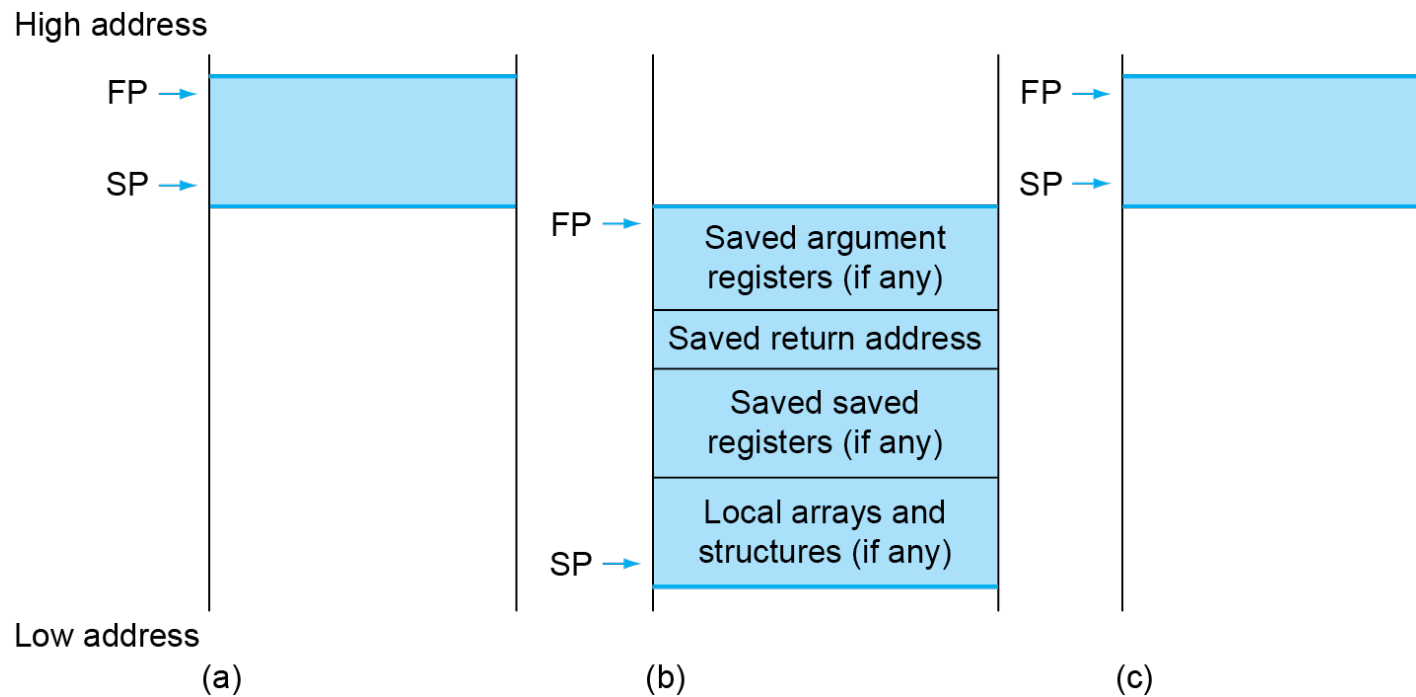 High address
FP
SP
FP
Saved argument
registers (if any)
Saved return address
Saved saved
registers (if any)
Local arrays and
structures (if any)
SP
FP
SP
Low address
(a)
(b)
(c)